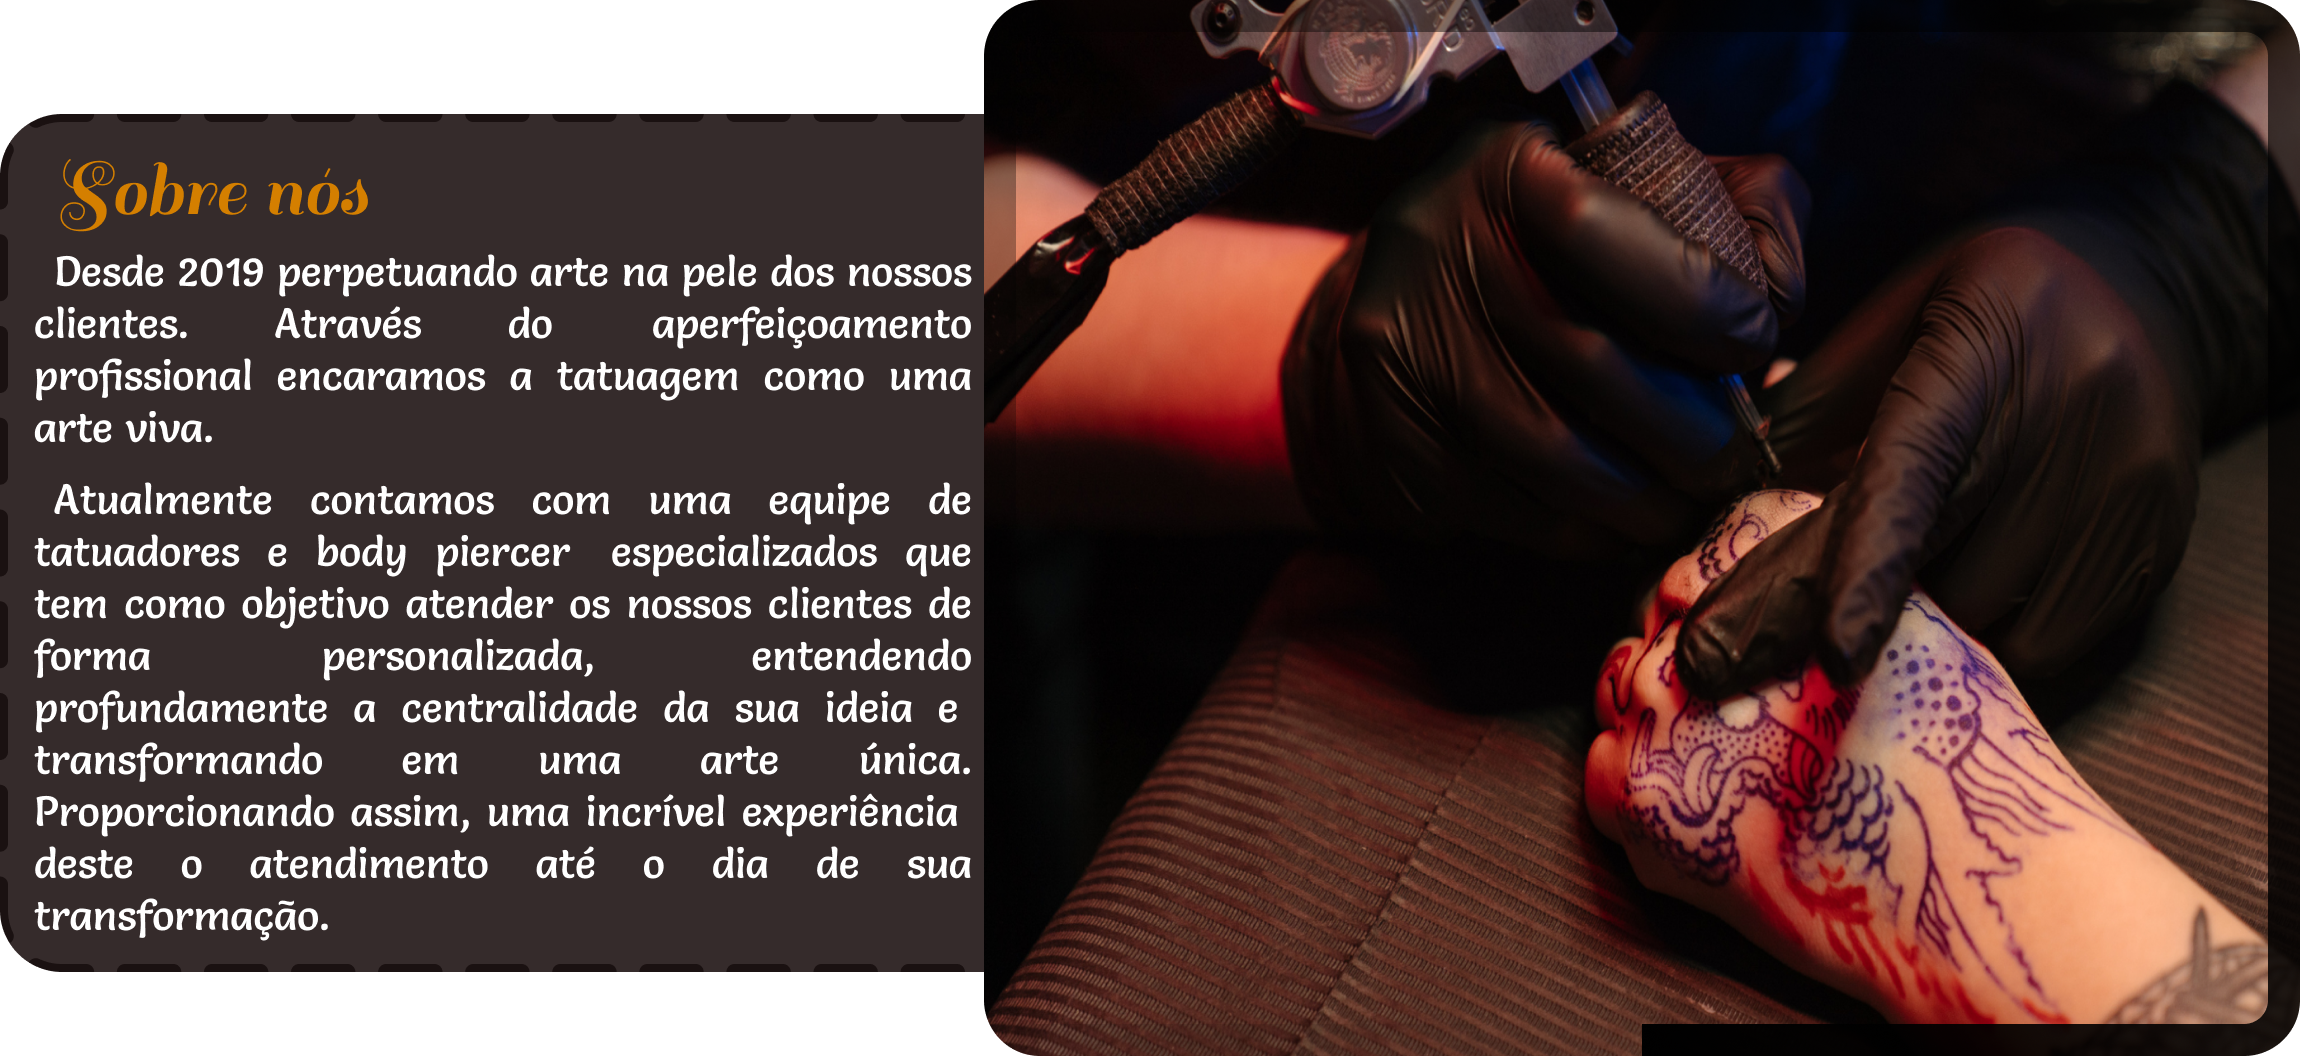 Sobre nós
Desde 2019 perpetuando arte na pele dos nossos
clientes. Através do aperfeiçoamento
profissional encaramos a tatuagem como uma
arte viva.
Atualmente contamos com uma equipe de
tatuadores e body piercer especializados que
tem como objetivo atender os nossos clientes de
forma personalizada, entendendo
profundamente a centralidade da sua ideia e
transformando em uma arte única.
Proporcionando assim, uma incrível experiência
deste o atendimento até o dia de sua
transformação.